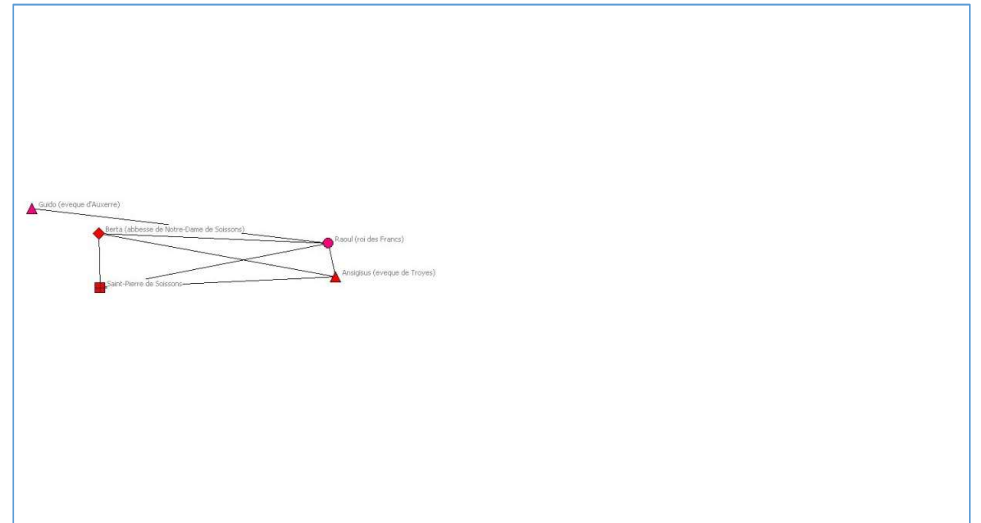 Guido (eveque d'Auxerre)
Berta (abbesse de Notre-Dame de Soissons)
Raoul (roi des Francs)
Ansigisus (eveque de Troyes)
Saint-Pierre de Soissons